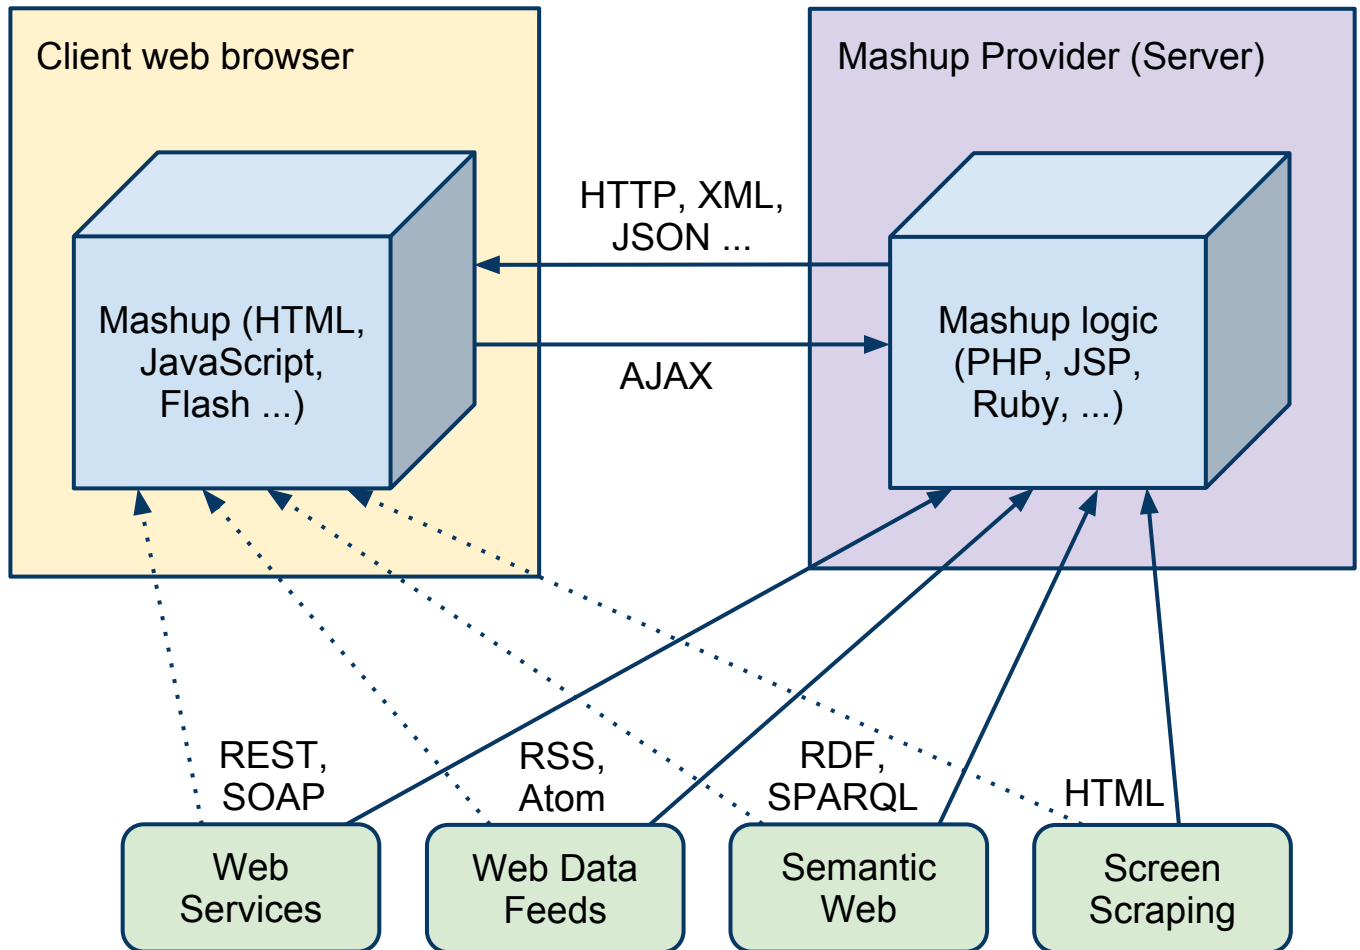 Client web browser
Mashup Provider (Server)
HTTP, XML,
JSON ...
Mashup (HTML,
JavaScript,
Flash ...)
AJAX
Mashup logic
(PHP, JSP,
Ruby, ...)
REST,
SOAP
RSS,
Atom
RDF,
SPARQL
HTML
Web
Services
Web Data
Feeds
Semantic
Web
Screen
Scraping